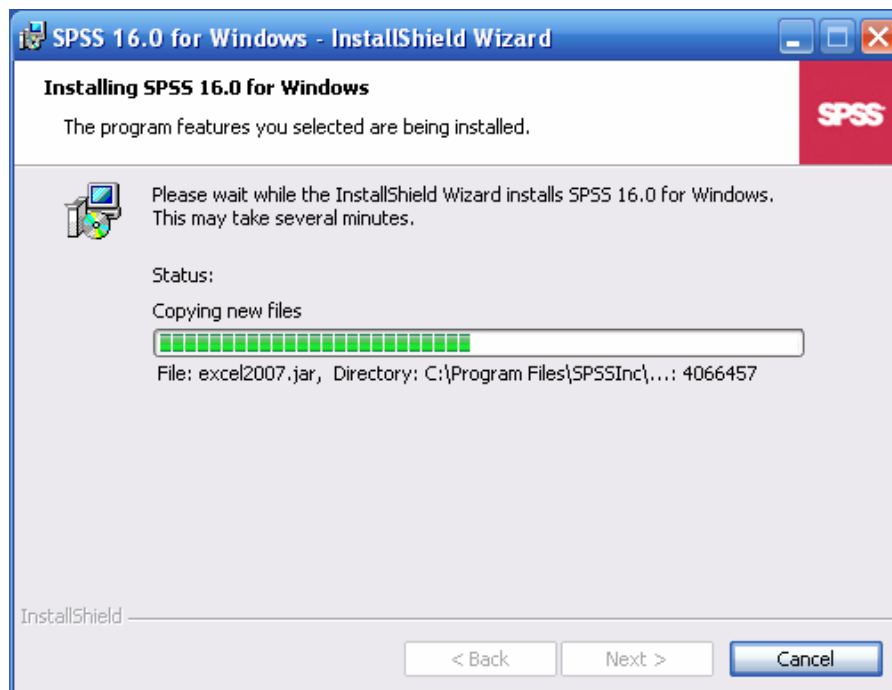 SPSS 16.0 for Windows - InstallShield Wizard
Installing SPSS 16.0 for Windows
The program features you selected are being installed.
SPSS
Please wait while the InstallShield Wizard installs SPSS 16.0 for Windows.
This may take several minutes.
Status:
Copying new files
File: excel2007.jar, Directory: C:\Program Files\SPSSInc\...: 4066457
InstallShield
< Back Next > Cancel